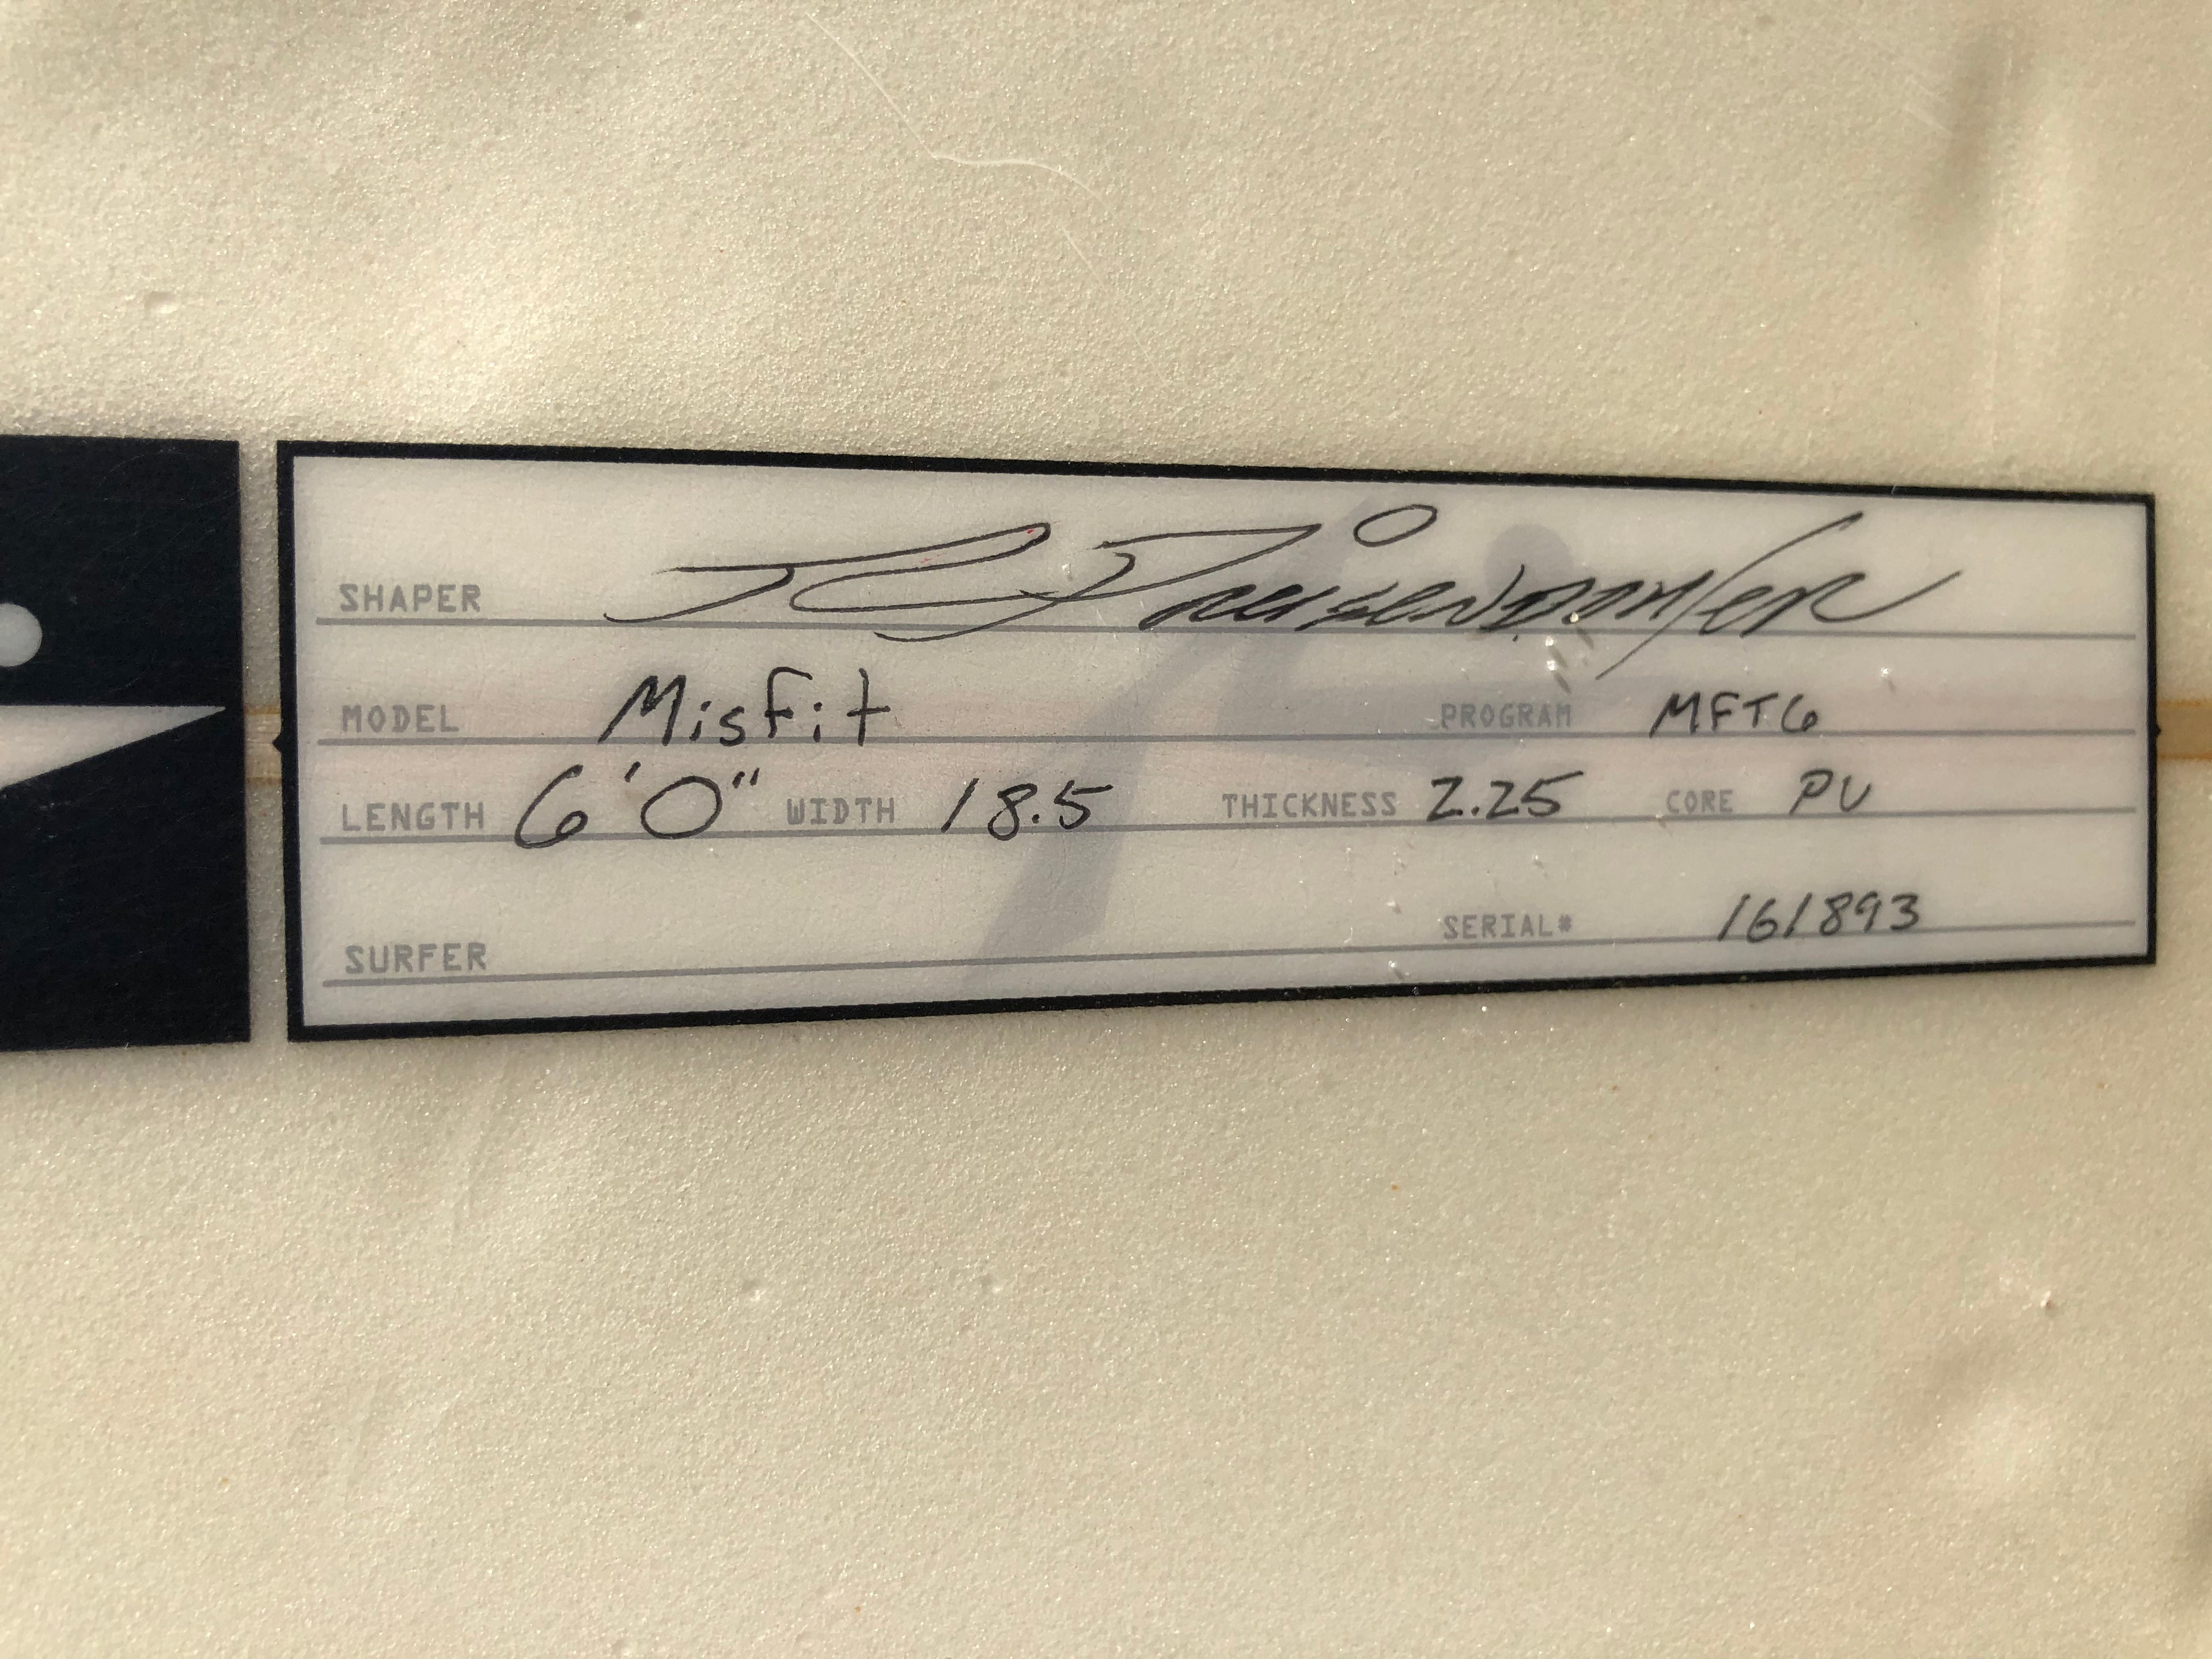 SHAPER J C Preisendorfer
MODEL Misfit PROGRAM MFT6
LENGTH 6'0" WIDTH 18.5 THICKNESS 2.25 CORE PU
SURFER SERIAL# 161893